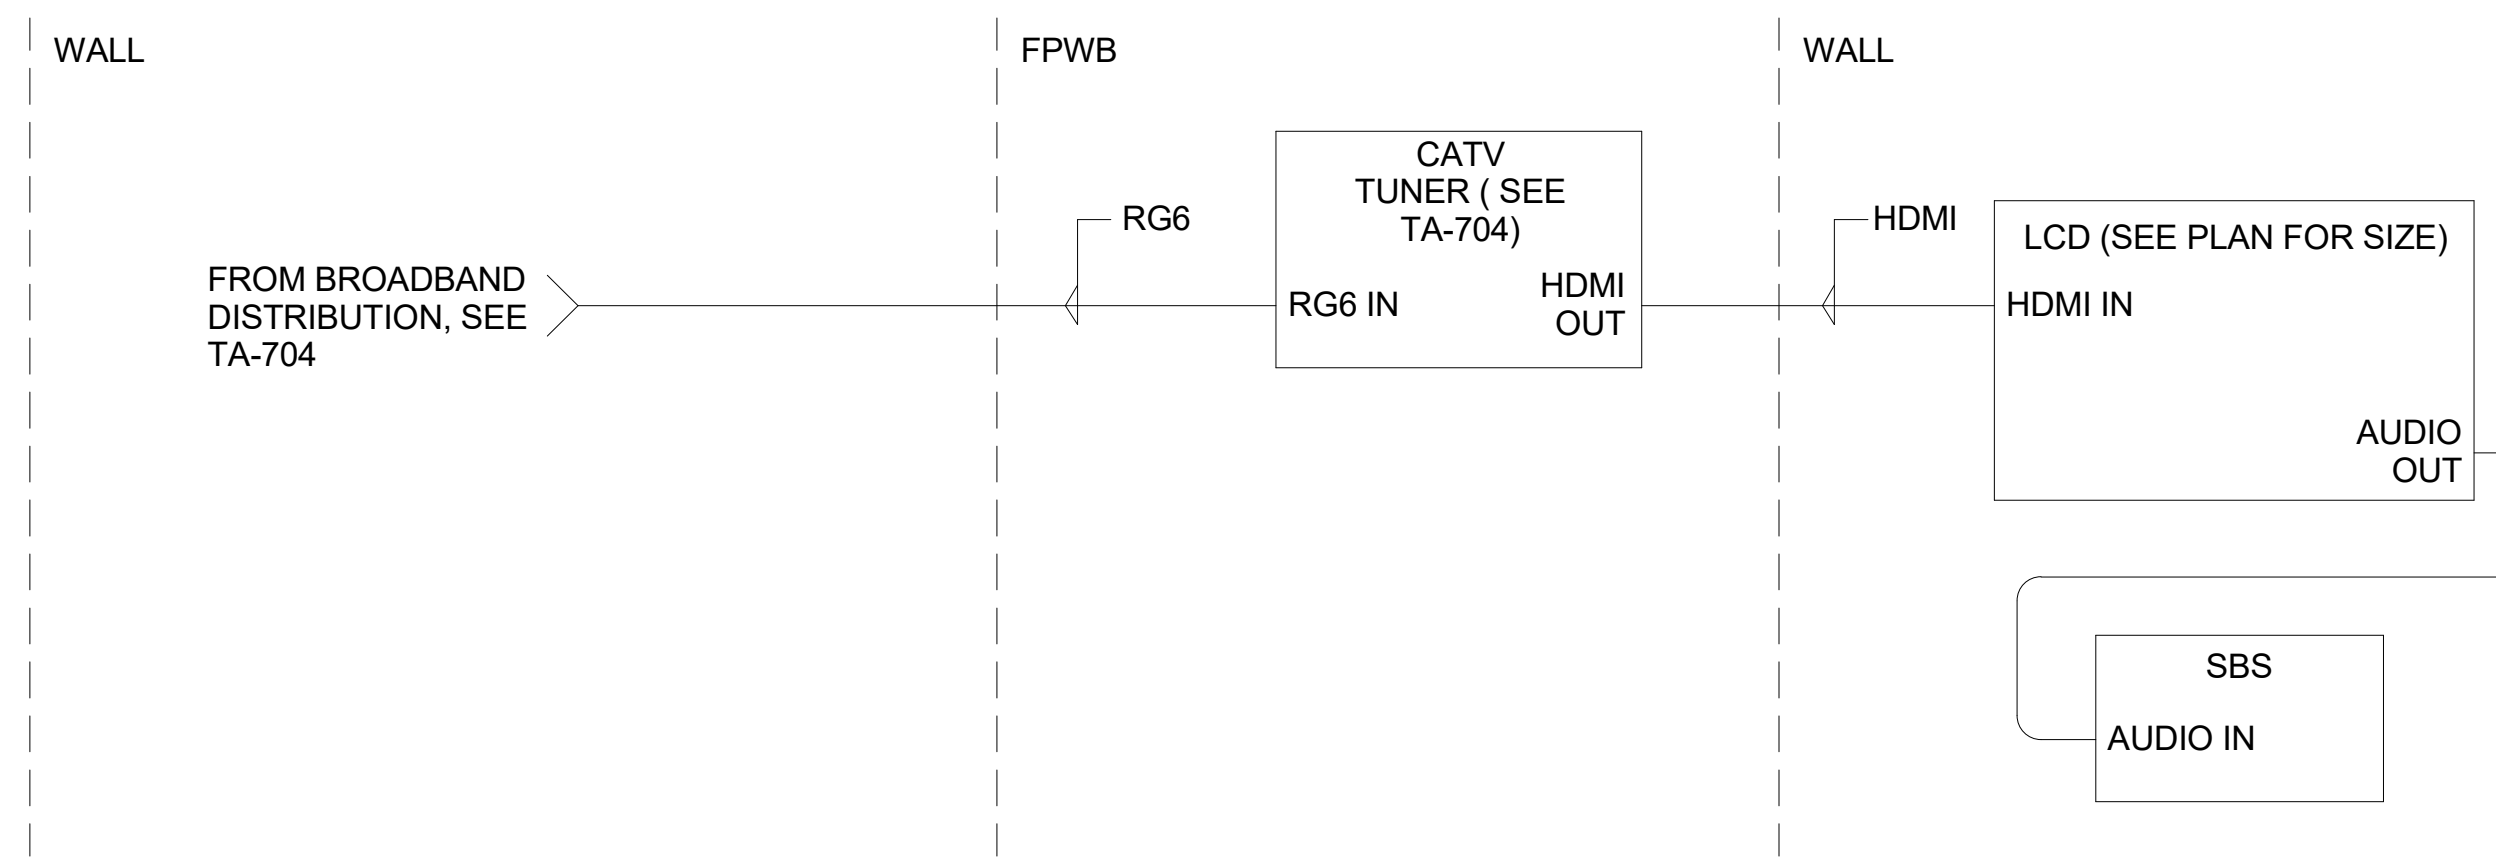 WALL
FPWB
WALL
CATV
TUNER ( SEE
TA-704)
RG6
HDMI
LCD (SEE PLAN FOR SIZE)
FROM BROADBAND
DISTRIBUTION, SEE
TA-704
RG6 IN
HDMI
OUT
HDMI IN
AUDIO
OUT
SBS
AUDIO IN